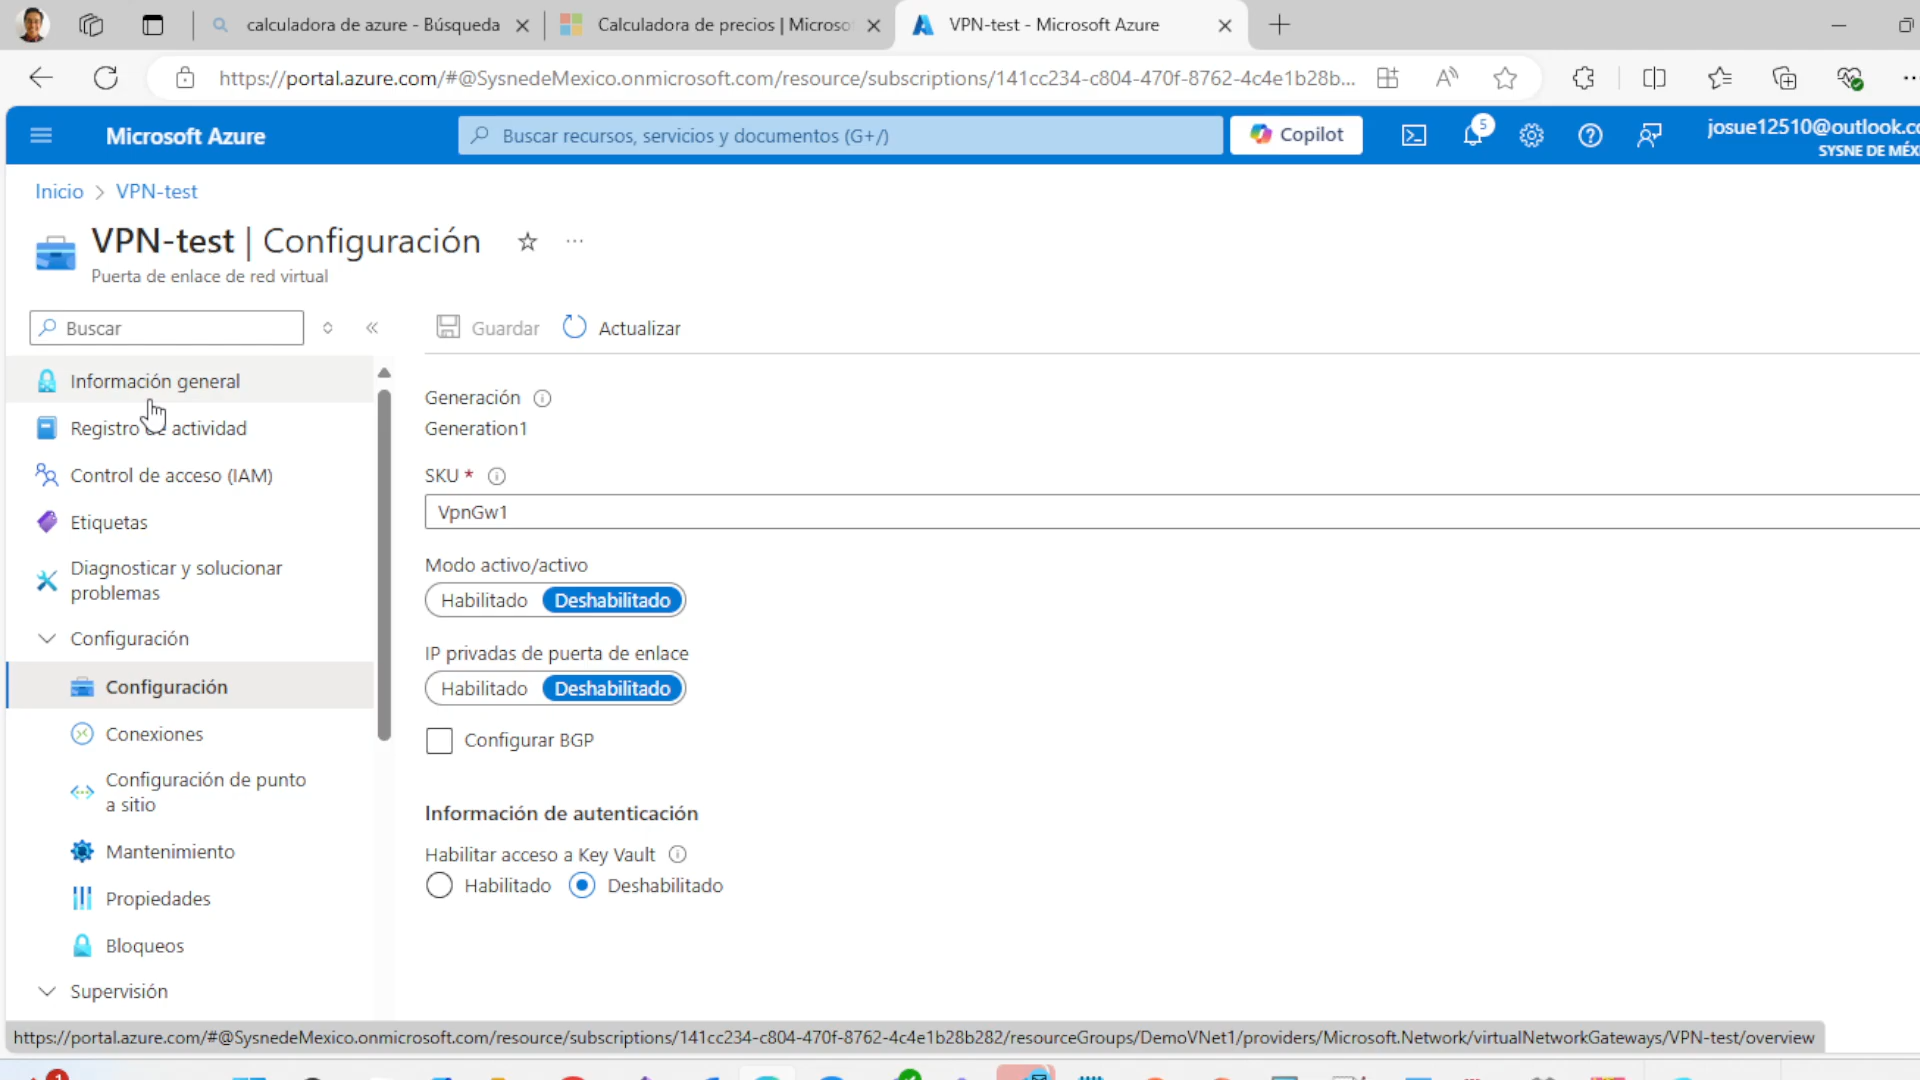 calculadora de azure - Búsqueda
Calculadora de precios | Microso
VPN-test - Microsoft Azure
https://portal.azure.com/#@SysnedeMexico.onmicrosoft.com/resource/subscriptions/141cc234-c804-470f-8762-4c4e1b28b...
Microsoft Azure
Buscar recursos, servicios y documentos (G+/)
Copilot
5
josue12510@outlook.co
SYSNE DE MÉX
Inicio > VPN-test
VPN-test | Configuración
Puerta de enlace de red virtual
Buscar
Guardar
Actualizar
Información general
Registro de actividad
Control de acceso (IAM)
Etiquetas
Diagnosticar y solucionar
problemas
Configuración
Configuración
Conexiones
Configuración de punto
a sitio
Mantenimiento
Propiedades
Bloqueos
Supervisión
Generación
Generation1
SKU *
VpnGw1
Modo activo/activo
Habilitado Deshabilitado
IP privadas de puerta de enlace
Habilitado Deshabilitado
Configurar BGP
Información de autenticación
Habilitar acceso a Key Vault
Habilitado Deshabilitado
https://portal.azure.com/#@SysnedeMexico.onmicrosoft.com/resource/subscriptions/141cc234-c804-470f-8762-4c4e1b28b282/resourceGroups/DemoVNet1/providers/Microsoft.Network/virtualNetworkGateways/VPN-test/overview
1